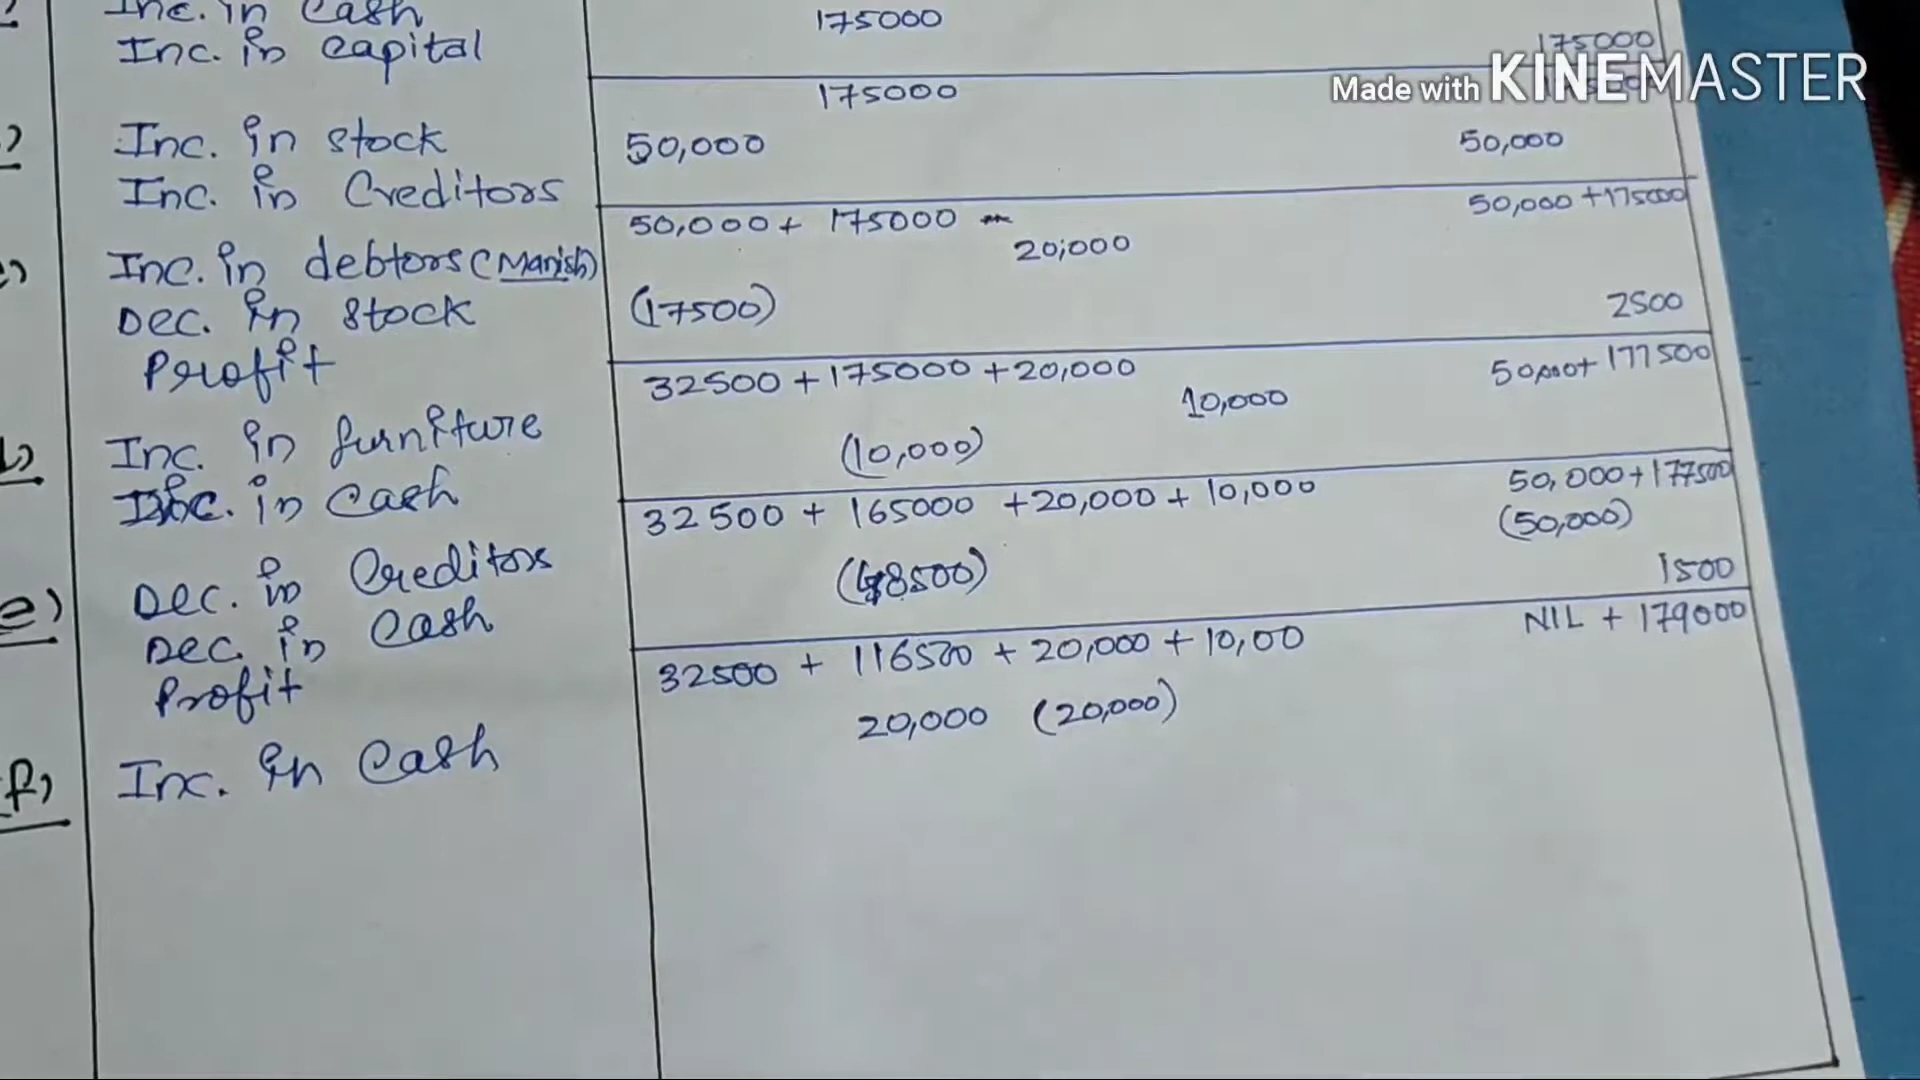 Inc. in Cash 175000
Inc. in capital 175000
175000
Made with KINEMASTER
Inc. in stock 50,000
Inc. in Creditors 50,000
50,000 + 175000 50,000 + 175000
Inc. in debtors (Manish) 20,000
Dec. in stock (17500)
Profit 2500
32500 + 175000 + 20,000 50,000+ 177500
Inc. in furniture 10,000
Dec. in Cash (10,000)
32500 + 165000 + 20,000 + 10,000 50,000 + 177500
Dec. in Creditors (50,000)
e) Dec. in Cash (48500)
Profit 1500
32500 + 116500 + 20,000 + 10,00 NIL + 179000
f) Inc. in Cash 20,000 (20,000)